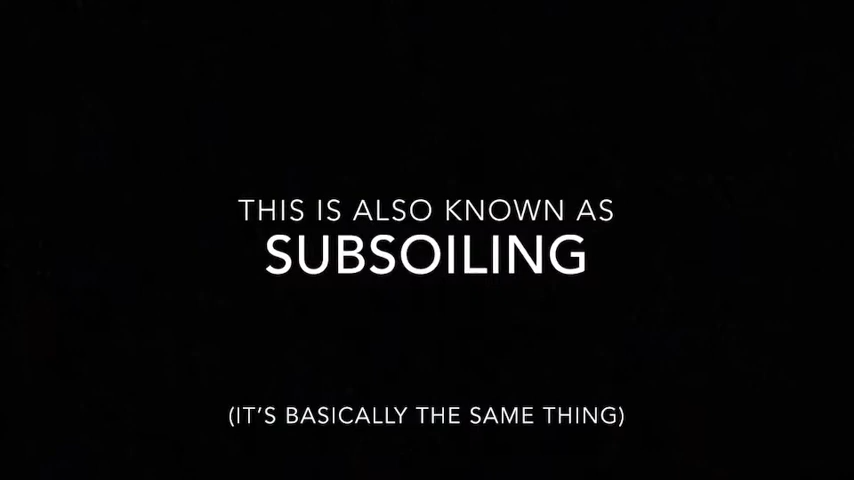 THIS IS ALSO KNOWN AS
SUBSOILING
(IT’S BASICALLY THE SAME THING)